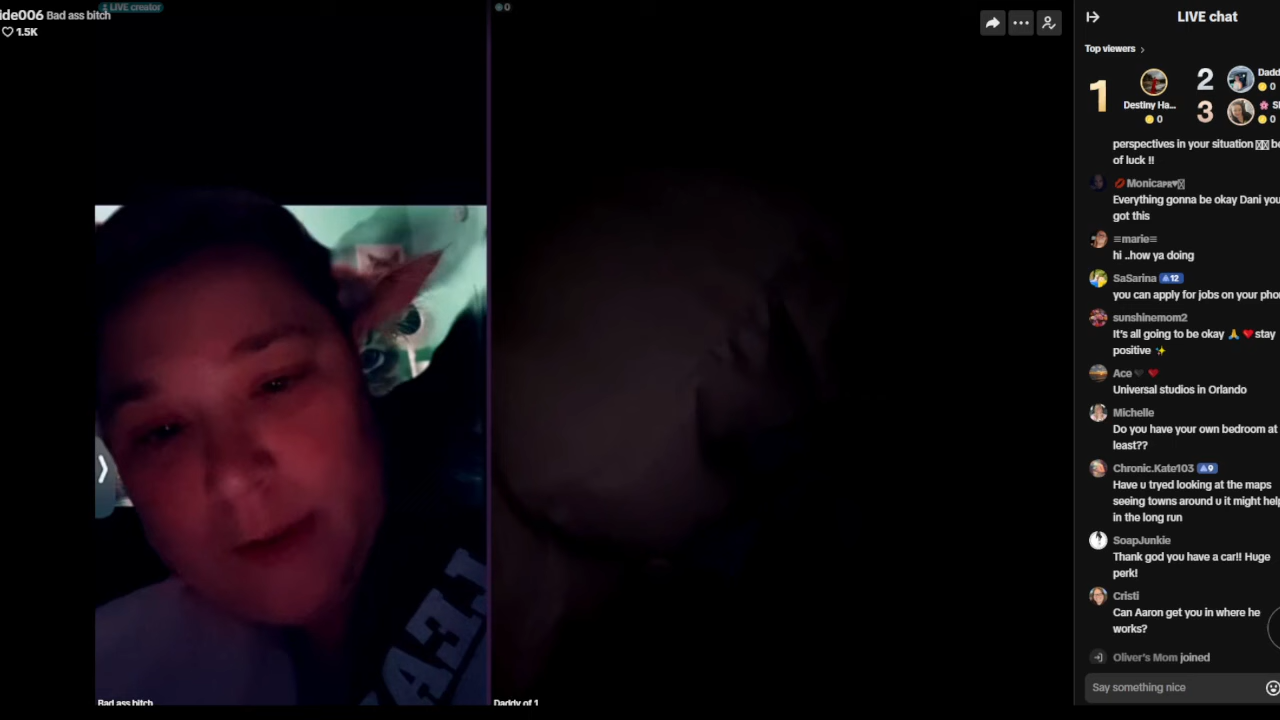 ide006 Bad ass bitch
1.5K
LIVE creator
0
LIVE chat
Top viewers
1
Destiny Ha...
0
2
Dadd
0
3
Sl
0
perspectives in your situation be
of luck !!
Monica
Everything gonna be okay Dani you
got this
≡marie≡
hi ..how ya doing
SaSarina 12
you can apply for jobs on your phon
sunshinemom2
It's all going to be okay 🙏 ❤️ stay
positive ✨
Ace🖤 ❤️
Universal studios in Orlando
Michelle
Do you have your own bedroom at
least??
Chronic.Kate103 9
Have u tryed looking at the maps
seeing towns around u it might help
in the long run
SoapJunkie
Thank god you have a car!! Huge
perk!
Cristi
Can Aaron get you in where he
works?
Oliver's Mom joined
Say something nice
Bad ass bitch
Daddy of 1